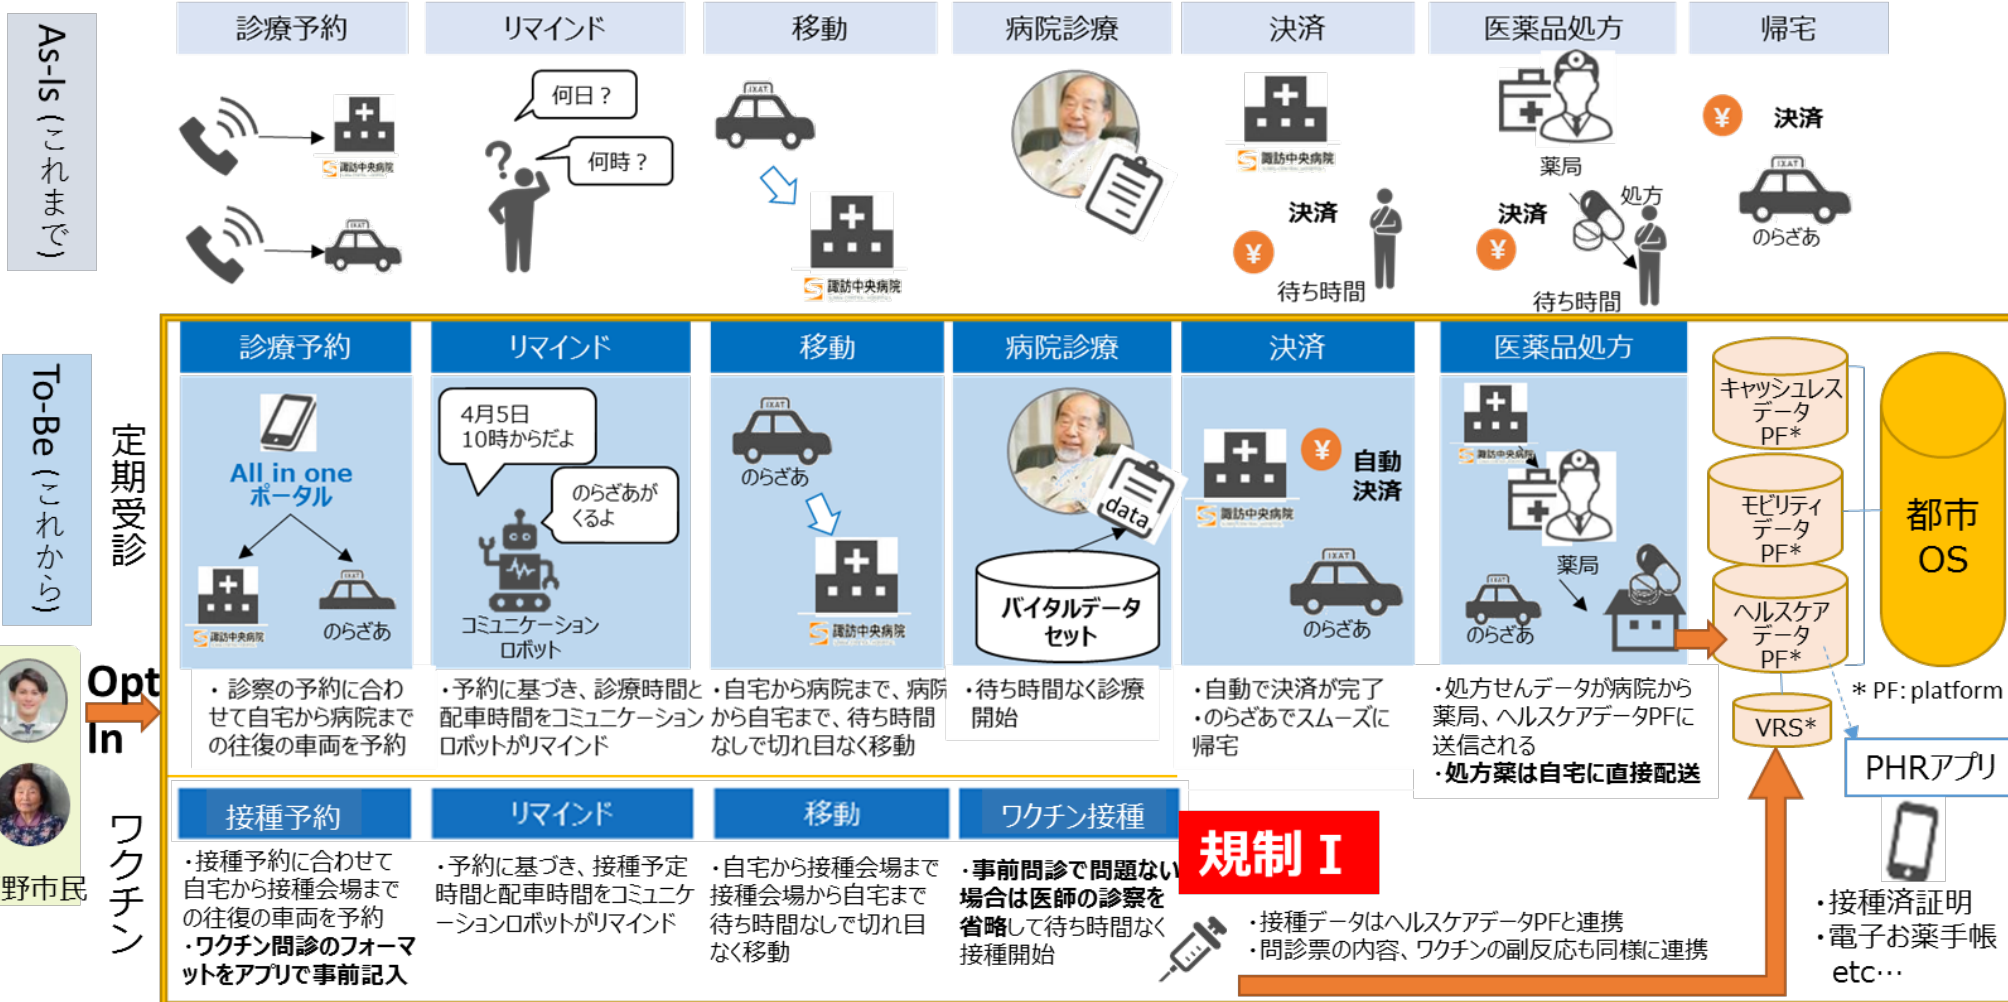 As-Is (これまで)
診療予約
リマインド
移動
病院診療
決済
医薬品処方
帰宅
諏訪中央病院
何日？
何時？
諏訪中央病院
諏訪中央病院
決済
待ち時間
薬局
処方
決済
待ち時間
決済
のらざあ
To-Be (これから)
定期受診
診療予約
リマインド
移動
病院診療
決済
医薬品処方
All in one
ポータル
諏訪中央病院
のらざあ
4月5日
10時からだよ
のらざあが
くるよ
コミュニケーション
ロボット
のらざあ
諏訪中央病院
data
バイタルデータ
セット
諏訪中央病院
自動
決済
のらざあ
諏訪中央病院
薬局
のらざあ
キャッシュレス
データ
PF*
モビリティ
データ
PF*
ヘルスケア
データ
PF*
都市
OS
* PF: platform
VRS*
PHRアプリ
・接種済証明
・電子お薬手帳
etc…
Opt
In
野市民
・診察の予約に合わ
せて自宅から病院まで
の往復の車両を予約
・予約に基づき、診療時間と
配車時間をコミュニケーション
ロボットがリマインド
・自宅から病院まで、病院
から自宅まで、待ち時間
なしで切れ目なく移動
・待ち時間なく診療
開始
・自動で決済が完了
・のらざあでスムーズに
帰宅
・処方せんデータが病院から
薬局、ヘルスケアデータPFに
送信される
・処方薬は自宅に直接配送
ワクチン
接種予約
リマインド
移動
ワクチン接種
・接種予約に合わせて
自宅から接種会場まで
の往復の車両を予約
・ワクチン問診のフォーマ
ットをアプリで事前記入
・予約に基づき、接種予定
時間と配車時間をコミュニケ
ーションロボットがリマインド
・自宅から接種会場まで
接種会場から自宅まで
待ち時間なしで切れ目
なく移動
・事前問診で問題ない
場合は医師の診察を
省略して待ち時間なく
接種開始
規制Ⅰ
・接種データはヘルスケアデータPFと連携
・問診票の内容、ワクチンの副反応も同様に連携